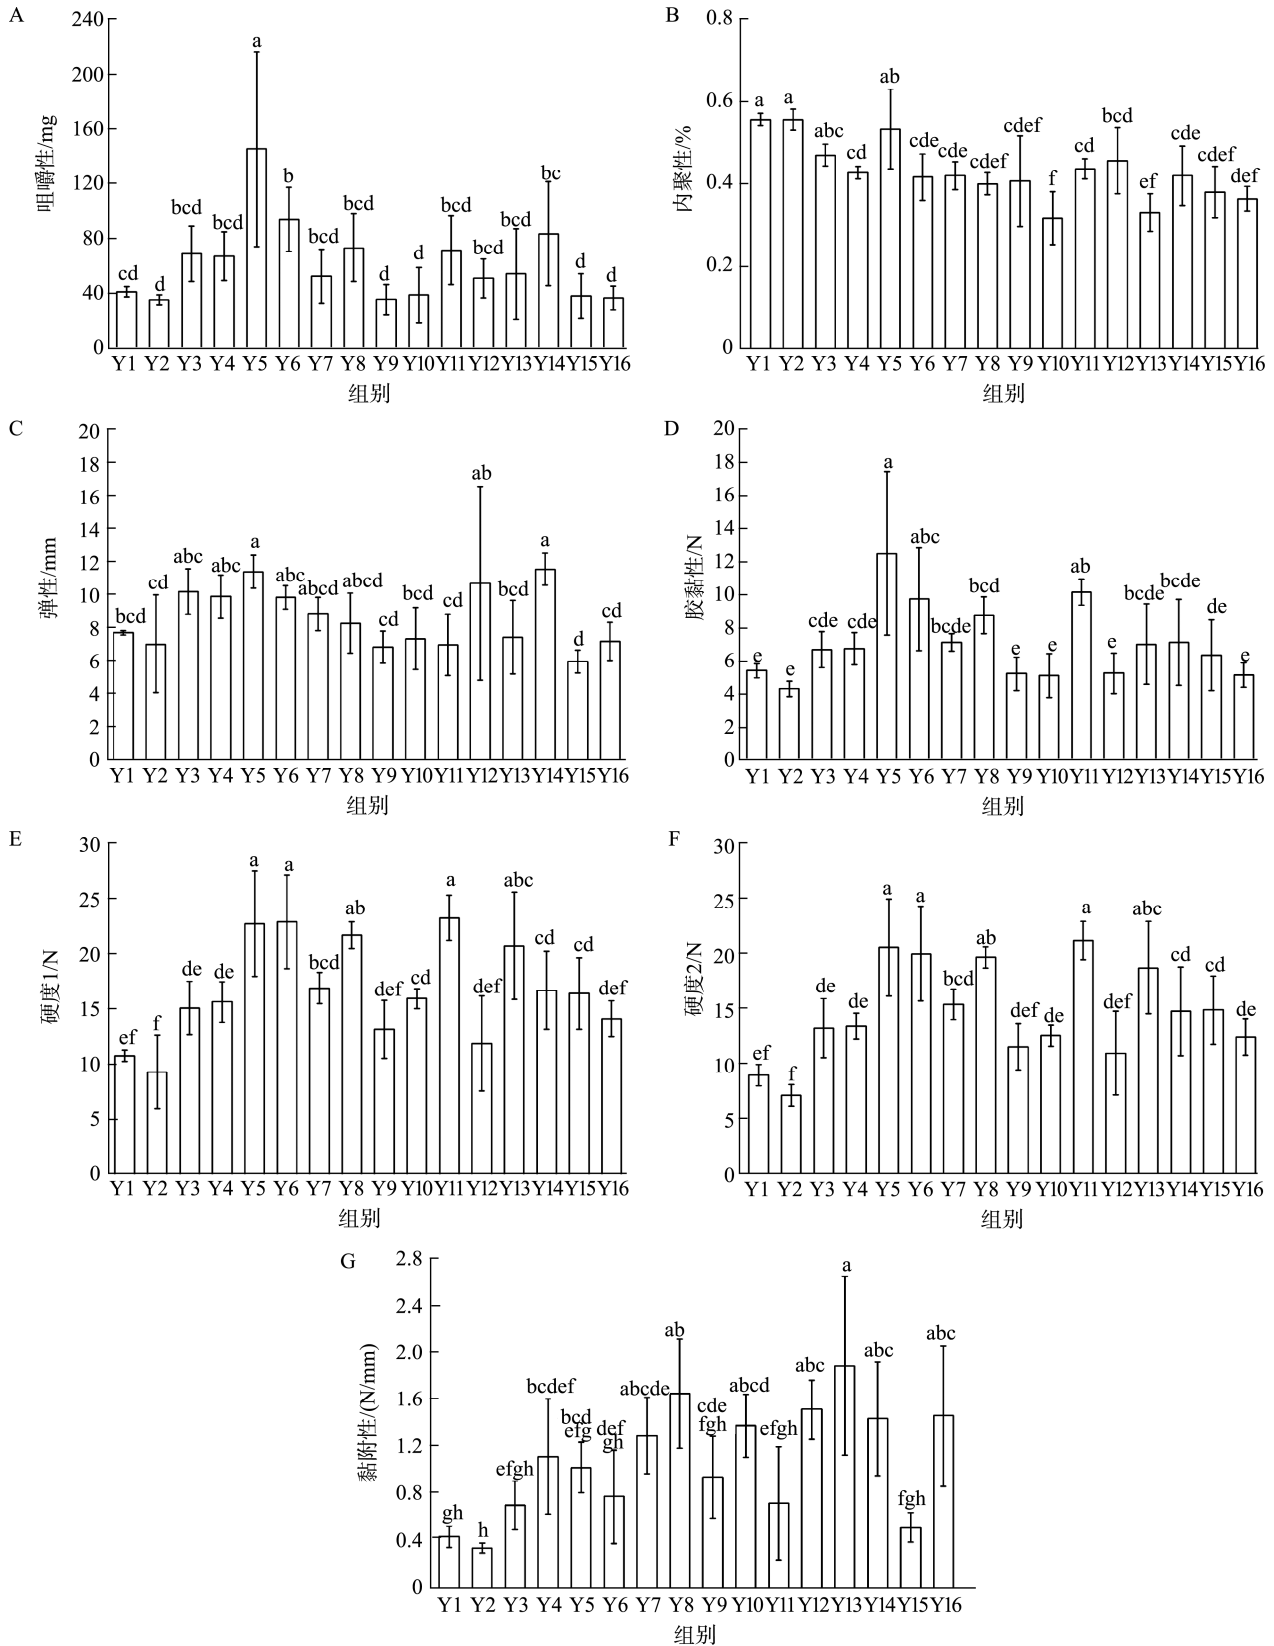 A
咀嚼性/mg
240
200
160
120
80
40
0
cd
d
bcd
bcd
a
b
bcd
bcd
d
d
bcd
bcd
bcd
bc
d
d
Y1 Y2 Y3 Y4 Y5 Y6 Y7 Y8 Y9 Y10 Y11 Y12 Y13 Y14 Y15 Y16
组别
B
内聚性/%
0.8
0.6
0.4
0.2
0
a
a
abc
cd
ab
cde
cde
cdef
cdef
f
cd
bcd
ef
cde
cdef
def
Y1 Y2 Y3 Y4 Y5 Y6 Y7 Y8 Y9 Y10 Y11 Y12 Y13 Y14 Y15 Y16
组别
C
弹性/mm
20
18
16
14
12
10
8
6
4
2
0
bcd
cd
abc
abc
a
abc
abcd
abcd
cd
bcd
cd
ab
bcd
a
d
cd
Y1 Y2 Y3 Y4 Y5 Y6 Y7 Y8 Y9 Y10 Y11 Y12 Y13 Y14 Y15 Y16
组别
D
胶黏性/N
20
18
16
14
12
10
8
6
4
2
0
e
e
cde
cde
a
abc
bcde
bcd
e
e
ab
e
bcde
bcde
de
e
Y1 Y2 Y3 Y4 Y5 Y6 Y7 Y8 Y9 Y10 Y11 Y12 Y13 Y14 Y15 Y16
组别
E
硬度1/N
30
25
20
15
10
5
0
ef
f
de
de
a
a
bcd
ab
def
cd
a
def
abc
cd
cd
def
Y1 Y2 Y3 Y4 Y5 Y6 Y7 Y8 Y9 Y10 Y11 Y12 Y13 Y14 Y15 Y16
组别
F
硬度2/N
30
25
20
15
10
5
0
ef
f
de
de
a
a
bcd
ab
def
de
a
def
abc
cd
cd
de
Y1 Y2 Y3 Y4 Y5 Y6 Y7 Y8 Y9 Y10 Y11 Y12 Y13 Y14 Y15 Y16
组别
G
黏附性/(N/mm)
2.8
2.4
2.0
1.6
1.2
0.8
0.4
0
gh
h
efgh
bcdef
bcd
efg
def
gh
abcde
ab
cde
fgh
abcd
efgh
abc
a
abc
fgh
abc
Y1 Y2 Y3 Y4 Y5 Y6 Y7 Y8 Y9 Y10 Y11 Y12 Y13 Y14 Y15 Y16
组别